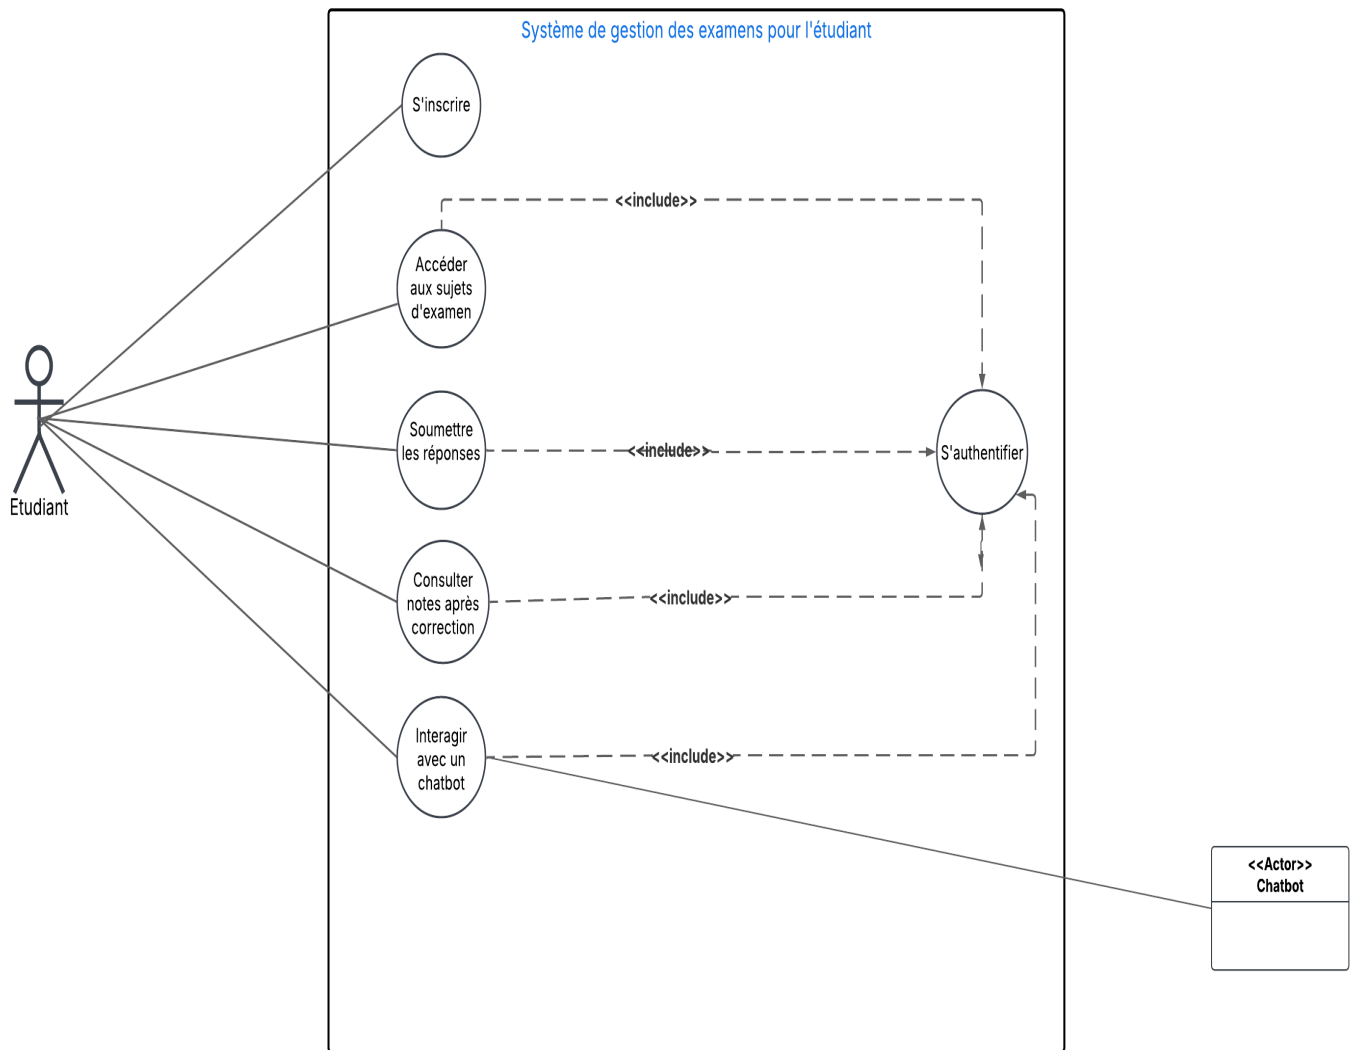 Système de gestion des examens pour l'étudiant
S'inscrire
<<include>>
Accéder
aux sujets
d'examen
Soumettre
les réponses
<<include>>
S'authentifier
Etudiant
Consulter
notes après
correction
<<include>>
Interagir
avec un
chatbot
<<include>>
<<Actor>>
Chatbot